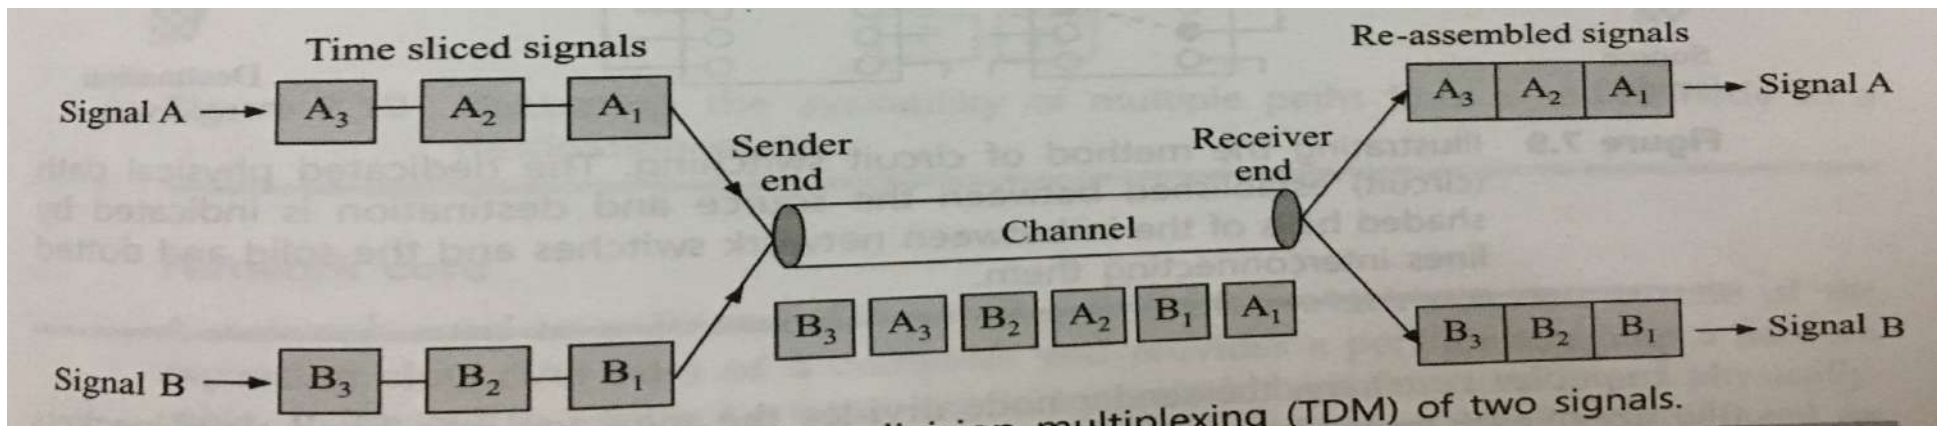 Time sliced signals
Signal A A₃ A₂ A₁
Sender
end
Channel
Receiver
end
B₃ A₃ B₂ A₂ B₁ A₁
Signal B B₃ B₂ B₁
Re-assembled signals
A₃ A₂ A₁ Signal A
B₃ B₂ B₁ Signal B
multiplexing (TDM) of two signals.